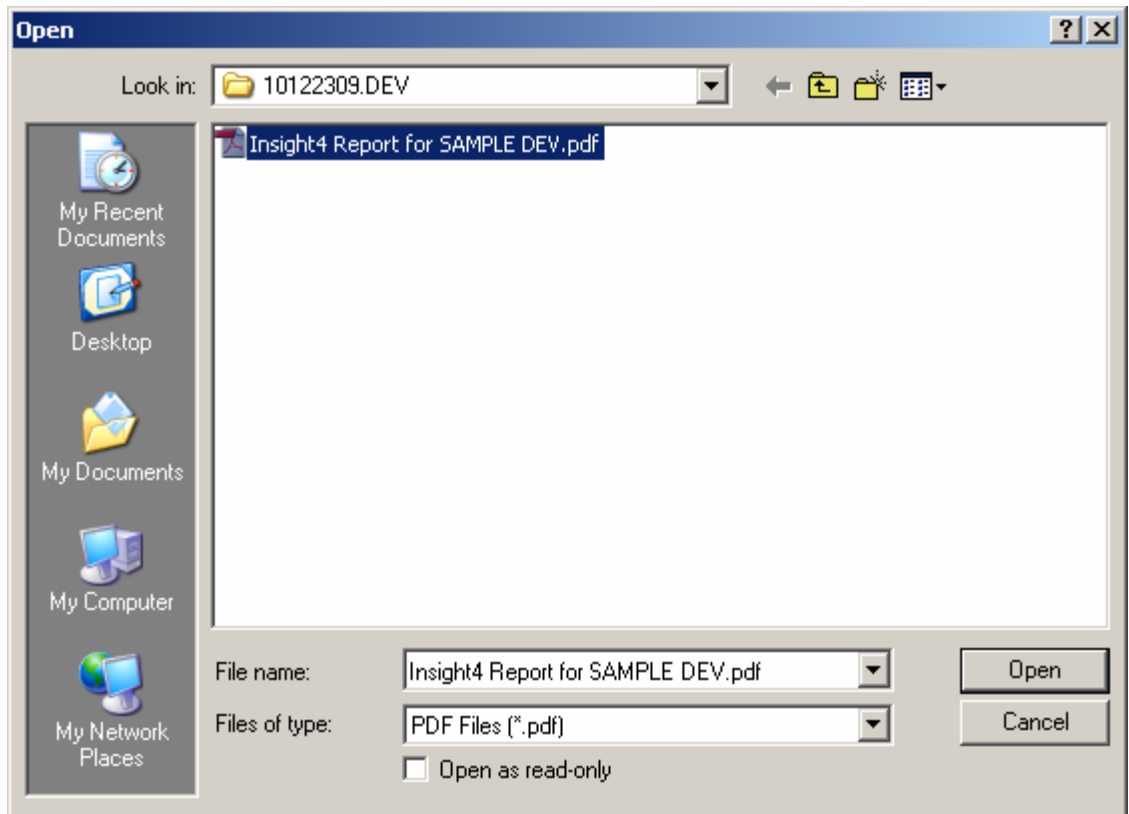 Open
Look in: 10122309.DEV
Insight4 Report for SAMPLE DEV.pdf
My Recent
Documents
Desktop
My Documents
My Computer
My Network
Places
File name: Insight4 Report for SAMPLE DEV.pdf Open
Files of type: PDF Files (*.pdf) Cancel
Open as read-only